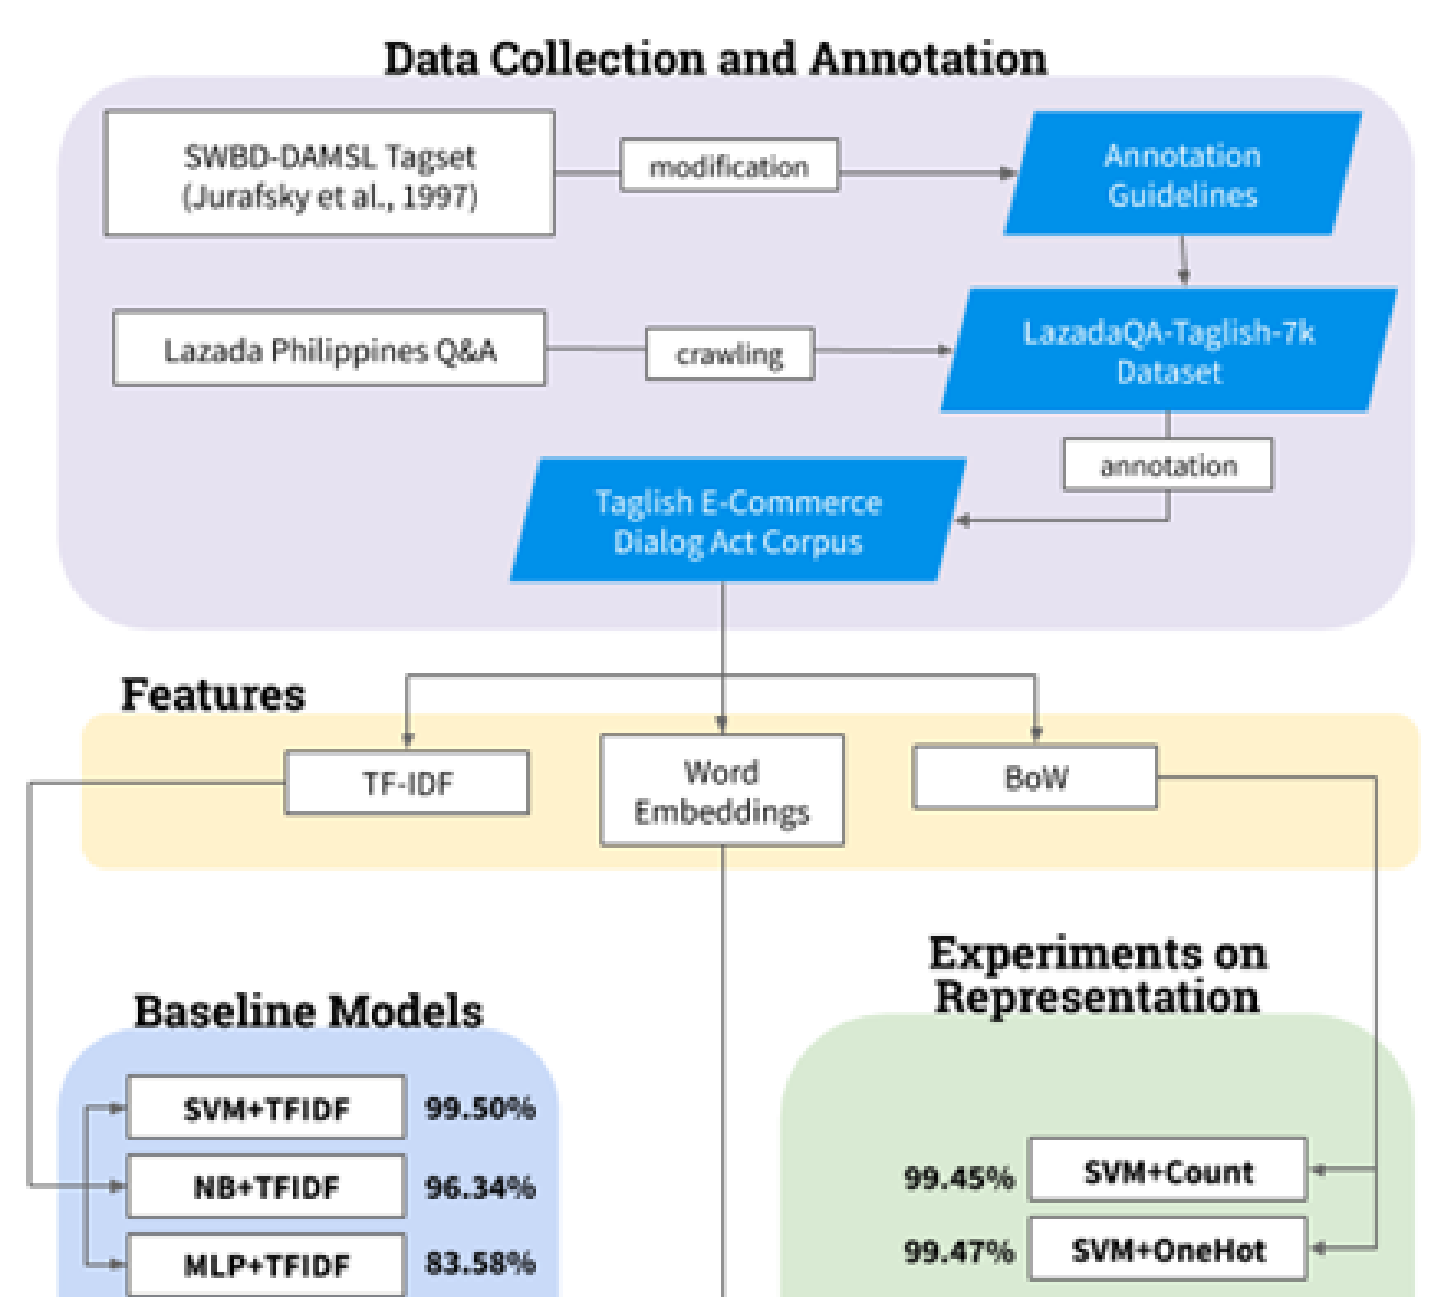 Data Collection and Annotation
SWBD-DAMSL Tagset
(Jurafsky et al., 1997)
modification
Annotation
Guidelines
Lazada Philippines Q&A
crawling
LazadaQA-Taglish-7k
Dataset
annotation
Taglish E-Commerce
Dialog Act Corpus
Features
TF-IDF
Word
Embeddings
BoW
Experiments on
Representation
Baseline Models
SVM+TFIDF 99.50%
NB+TFIDF 96.34%
MLP+TFIDF 83.58%
99.45% SVM+Count
99.47% SVM+OneHot